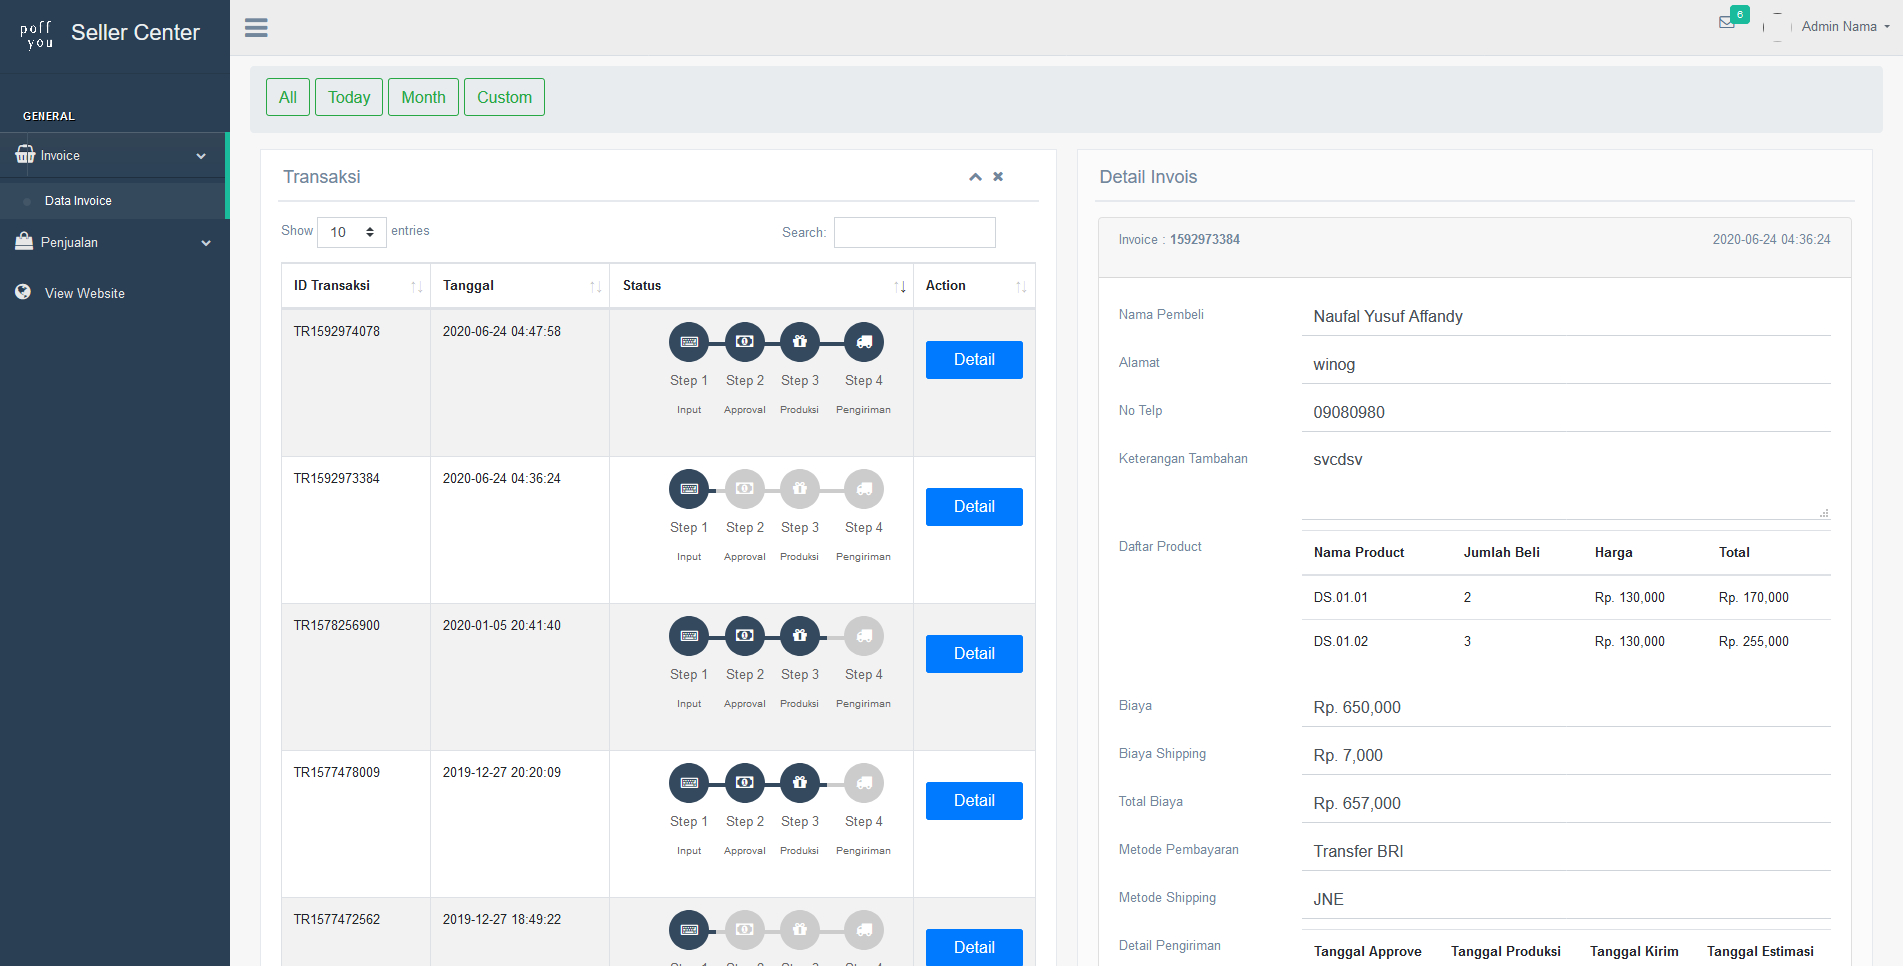 poff you
Seller Center
6
Admin Nama
GENERAL
Invoice
Data Invoice
Penjualan
View Website
All Today Month Custom
Transaksi
Show 10 entries
Search:
ID Transaksi Tanggal Status Action
TR1592974078 2020-06-24 04:47:58
Step 1 Step 2 Step 3 Step 4
Input Approval Produksi Pengiriman
Detail
TR1592973384 2020-06-24 04:36:24
Step 1 Step 2 Step 3 Step 4
Input Approval Produksi Pengiriman
Detail
TR1578256900 2020-01-05 20:41:40
Step 1 Step 2 Step 3 Step 4
Input Approval Produksi Pengiriman
Detail
TR1577478009 2019-12-27 20:20:09
Step 1 Step 2 Step 3 Step 4
Input Approval Produksi Pengiriman
Detail
TR1577472562 2019-12-27 18:49:22
Detail
Detail Invois
Invoice : 1592973384 2020-06-24 04:36:24
Nama Pembeli Naufal Yusuf Affandy
Alamat winog
No Telp 09080980
Keterangan Tambahan svcdsv
Daftar Product
Nama Product Jumlah Beli Harga Total
DS.01.01 2 Rp. 130,000 Rp. 170,000
DS.01.02 3 Rp. 130,000 Rp. 255,000
Biaya Rp. 650,000
Biaya Shipping Rp. 7,000
Total Biaya Rp. 657,000
Metode Pembayaran Transfer BRI
Metode Shipping JNE
Detail Pengiriman
Tanggal Approve Tanggal Produksi Tanggal Kirim Tanggal Estimasi